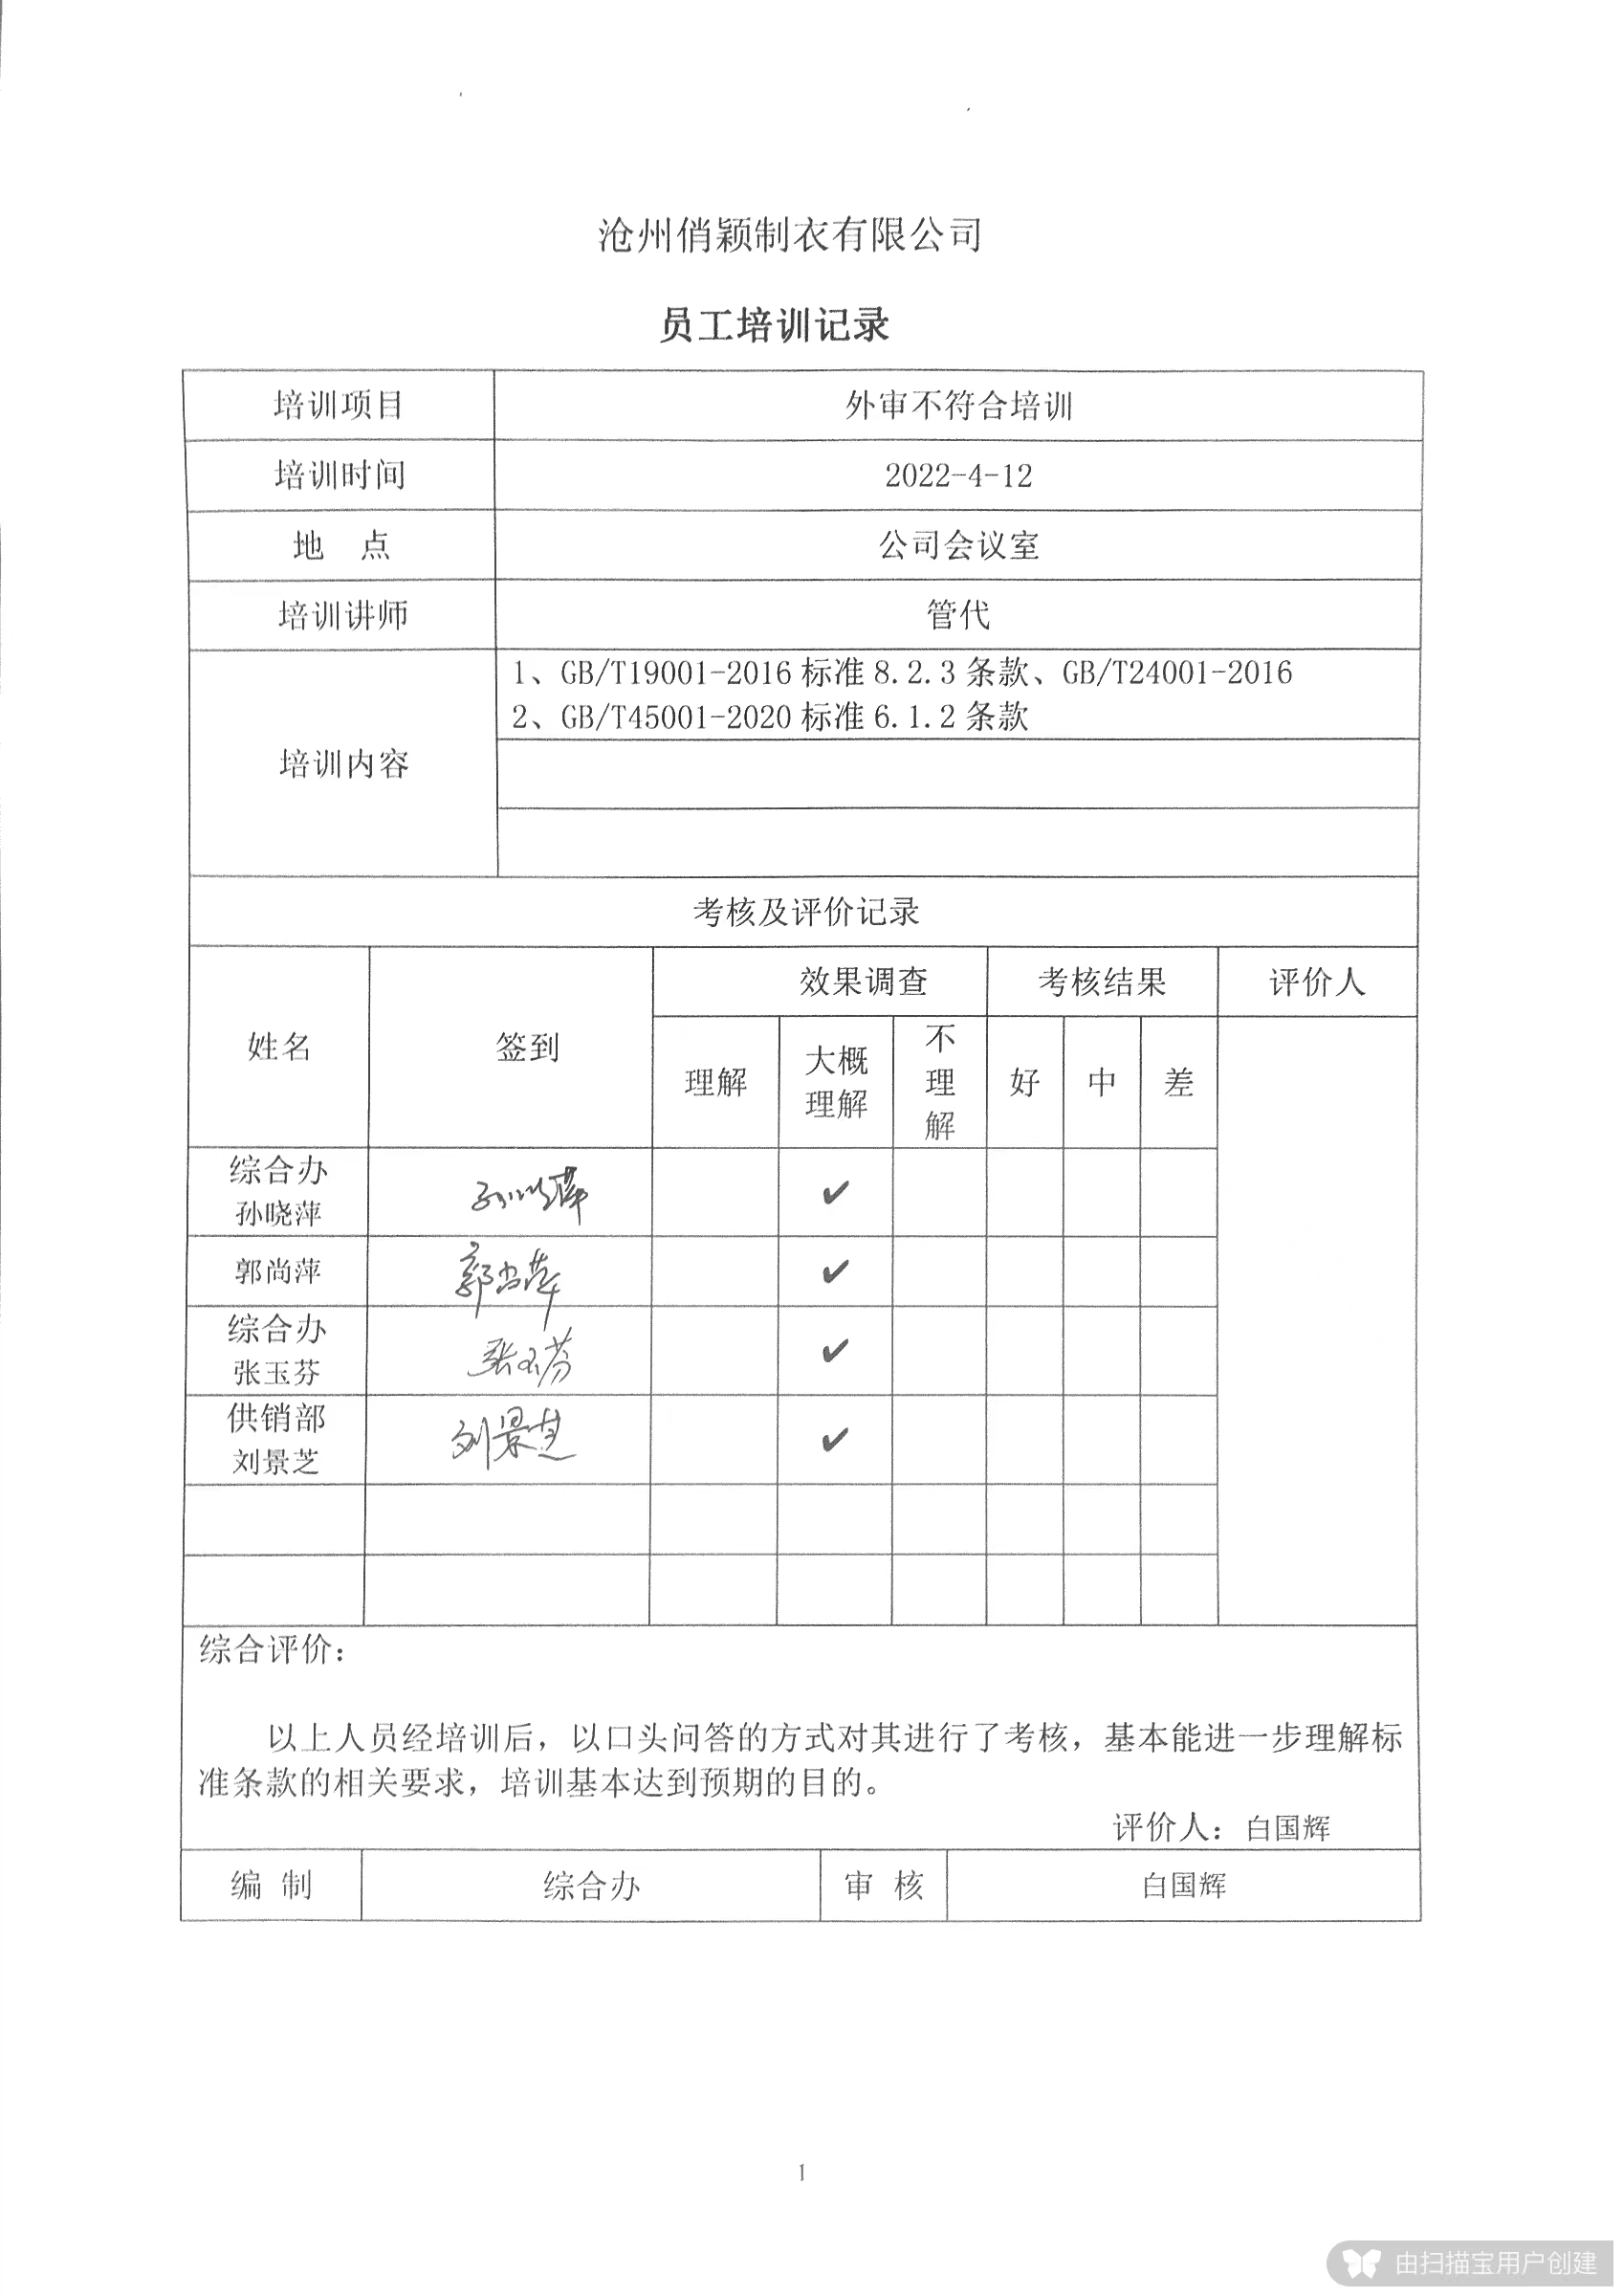 沧州俏颖制衣有限公司
员工培训记录
培训项目 外审不符合培训
培训时间 2022-4-12
地 点 公司会议室
培训讲师 管代
培训内容
1、GB/T19001-2016 标准 8.2.3 条款、GB/T24001-2016
2、GB/T45001-2020 标准 6.1.2 条款
考核及评价记录
姓名 签到 效果调查 考核结果 评价人
理解 大概理解 不理解 好 中 差
综合办
孙晓萍 孙晓萍 ✔
郭尚萍 郭尚萍 ✔
综合办
张玉芬 张玉芬 ✔
供销部
刘景芝 刘景芝 ✔
综合评价：
以上人员经培训后，以口头问答的方式对其进行了考核，基本能进一步理解标
准条款的相关要求，培训基本达到预期的目的。
评价人：白国辉
编 制 综合办 审 核 白国辉
1
由扫描宝用户创建